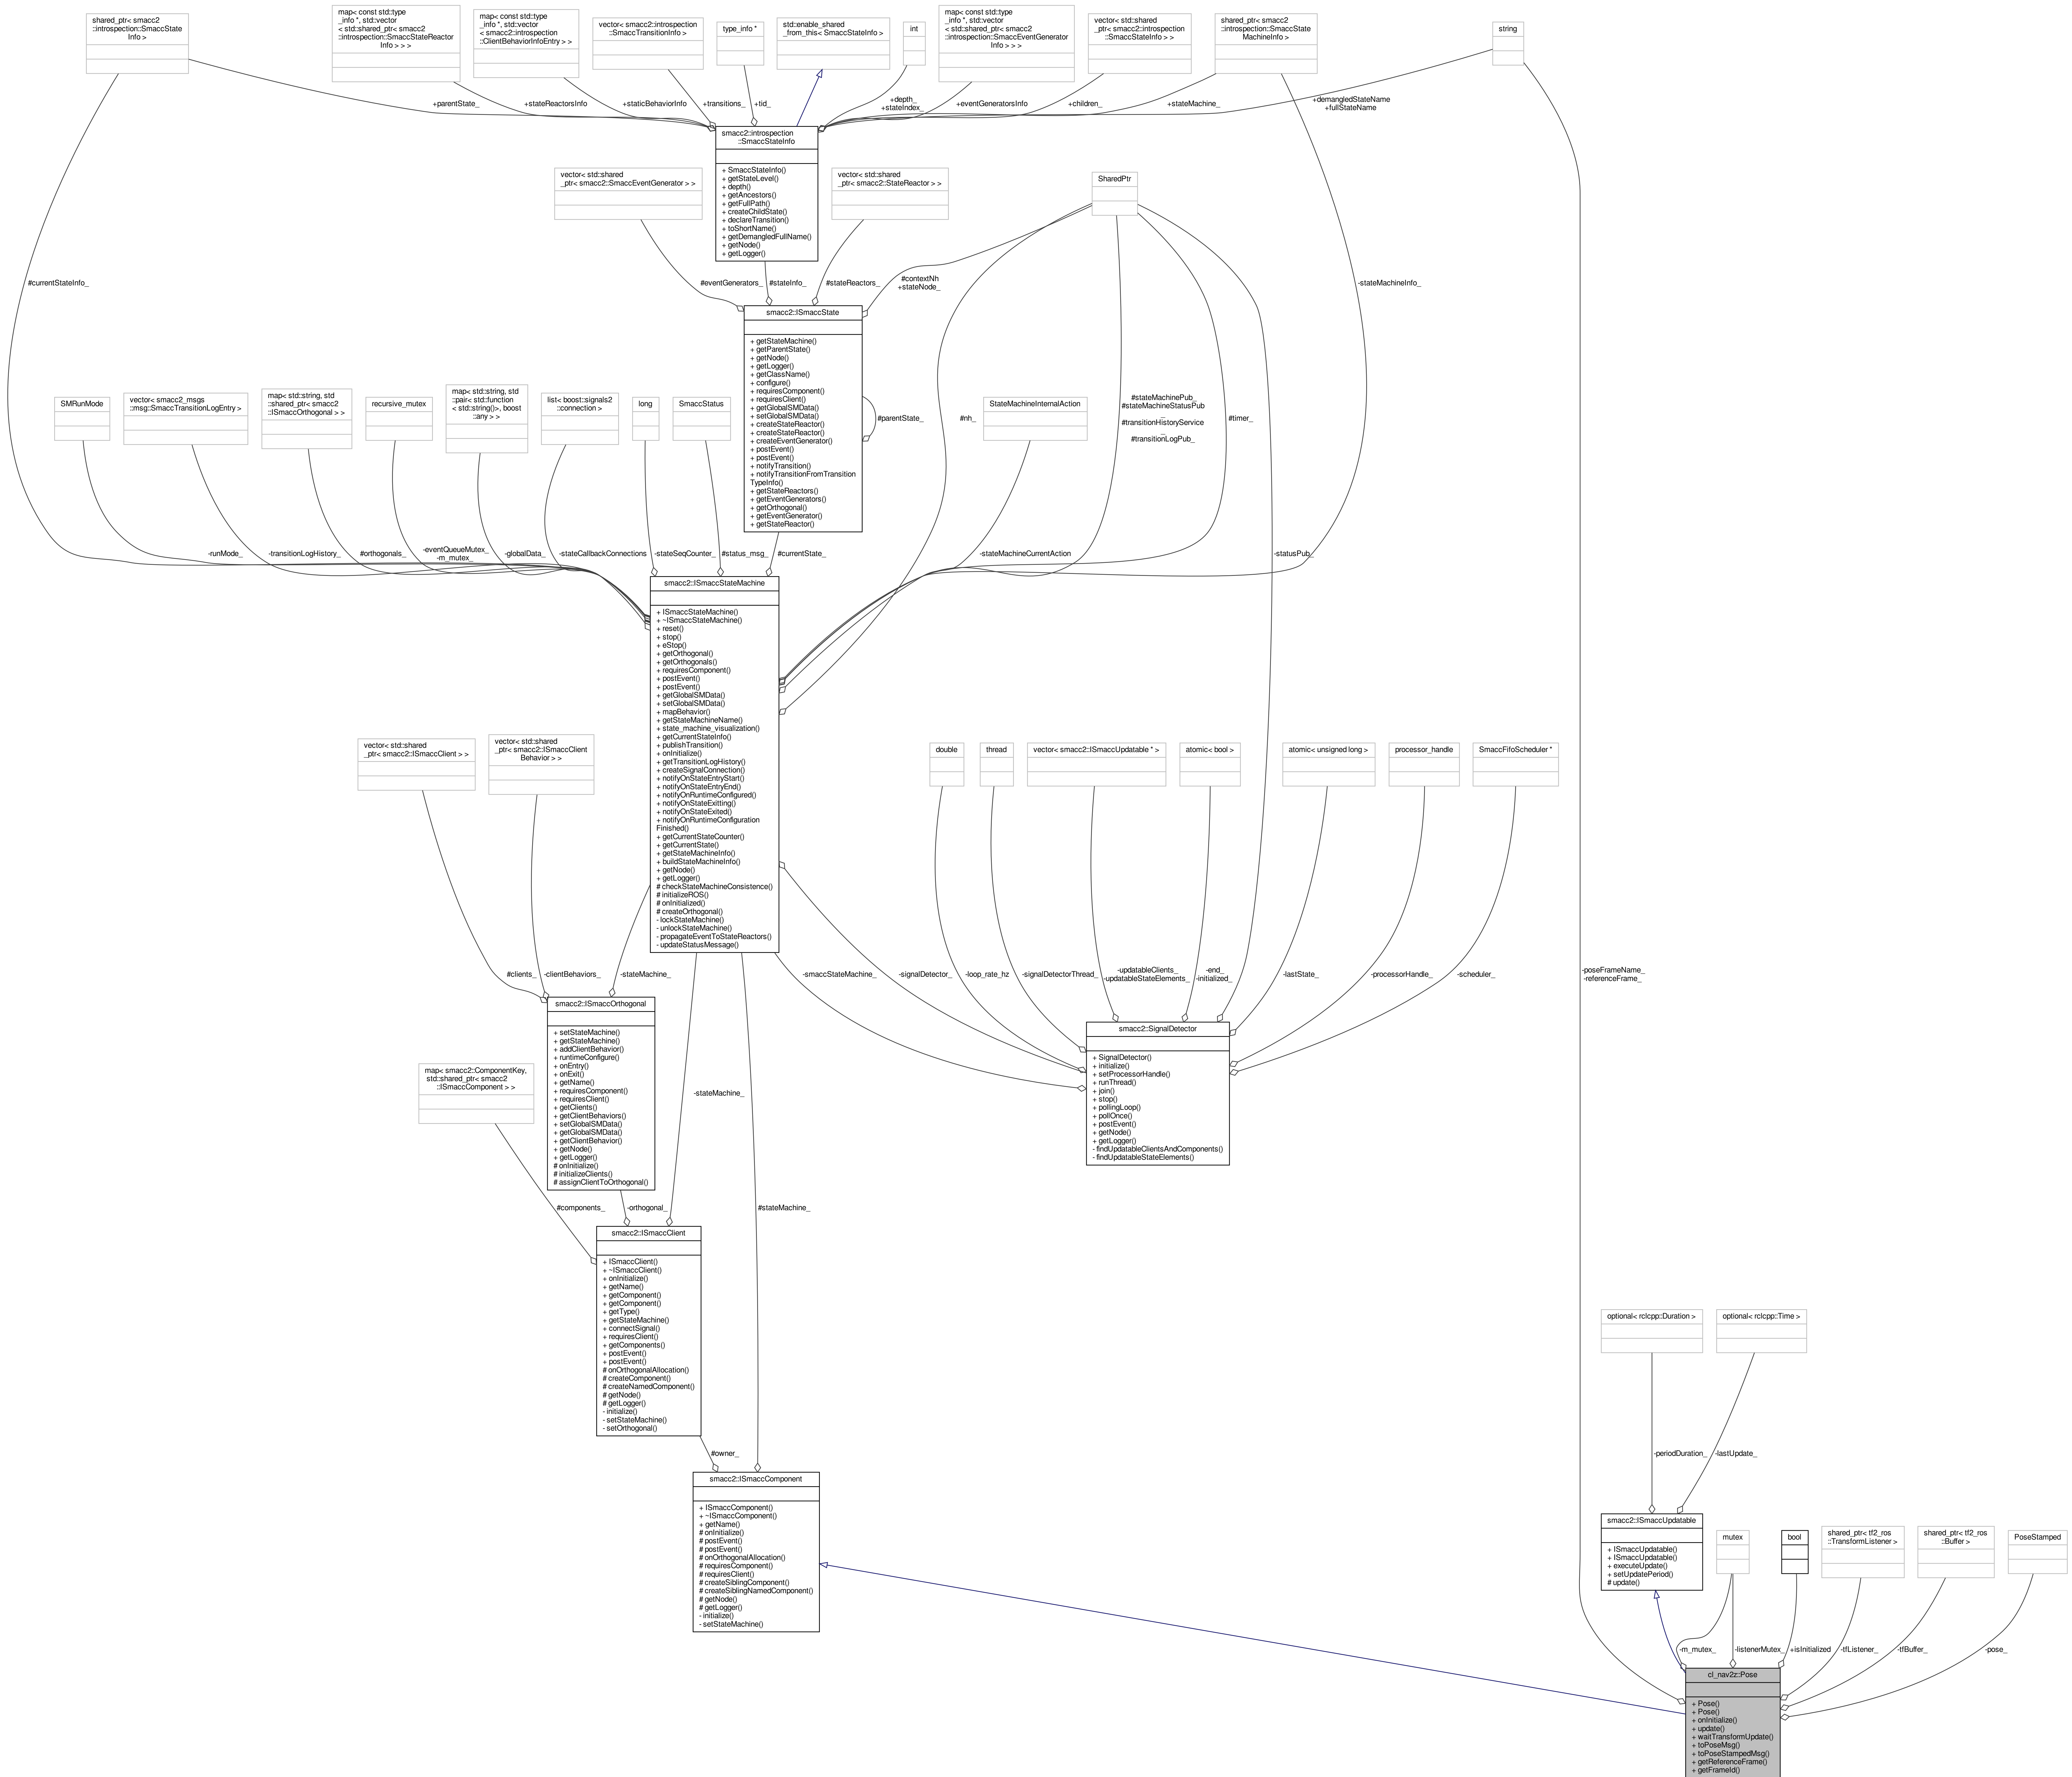 shared_ptr< smacc2
::introspection::SmaccState
Info >
map< const std::type
_info *, std::vector
< std::shared_ptr< smacc2
::introspection::SmaccStateReactor
Info > > >
map< const std::type
_info *, std::vector
< smacc2::introspection
::ClientBehaviorInfoEntry > >
vector< smacc2::introspection
::SmaccTransitionInfo >
type_info *
std::enable_shared
_from_this< SmaccStateInfo >
int
map< const std::type
_info *, std::vector
< std::shared_ptr< smacc2
::introspection::SmaccEventGenerator
Info > > >
vector< std::shared
_ptr< smacc2::introspection
::SmaccStateInfo > >
shared_ptr< smacc2
::introspection::SmaccState
MachineInfo >
string
+parentState_
+stateReactorsInfo
+staticBehaviorInfo
+transitions_
+tid_
+depth_
+stateIndex_
+eventGeneratorsInfo
+children_
+stateMachine_
+demangledStateName
+fullStateName
smacc2::introspection
::SmaccStateInfo
+ SmaccStateInfo()
+ getStateLevel()
+ depth()
+ getAncestors()
+ getFullPath()
+ createChildState()
+ declareTransition()
+ toShortName()
+ getDemangledFullName()
+ getNode()
+ getLogger()
vector< std::shared
_ptr< smacc2::SmaccEventGenerator > >
vector< std::shared
_ptr< smacc2::StateReactor > >
SharedPtr
#currentStateInfo_
#eventGenerators_
#stateInfo_
#stateReactors_
#contextNh
+stateNode_
-stateMachineInfo_
smacc2::ISmaccState
+ getStateMachine()
+ getParentState()
+ getNode()
+ getLogger()
+ getClassName()
+ configure()
+ requiresComponent()
+ requiresClient()
+ getGlobalSMData()
+ setGlobalSMData()
+ createStateReactor()
+ createStateReactor()
+ createEventGenerator()
+ postEvent()
+ postEvent()
+ notifyTransition()
+ notifyTransitionFromTransition
TypeInfo()
+ getStateReactors()
+ getEventGenerators()
+ getOrthogonal()
+ getEventGenerator()
+ getStateReactor()
#parentState_
SMRunMode
vector< smacc2_msgs
::msg::SmaccTransitionLogEntry >
map< std::string, std
::shared_ptr< smacc2
::ISmaccOrthogonal > >
recursive_mutex
map< std::string, std
::pair< std::function
< std::string()>, boost
::any > >
list< boost::signals2
::connection >
long
SmaccStatus
#nh_
StateMachineInternalAction
#stateMachinePub_
#stateMachineStatusPub
_
#transitionHistoryService
_
#transitionLogPub_
#timer_
-runMode_
-transitionLogHistory_
#orthogonals_
-eventQueueMutex_
-m_mutex_
-globalData_
-stateCallbackConnections
-stateSeqCounter_
#status_msg_
#currentState_
-stateMachineCurrentAction
-statusPub_
smacc2::ISmaccStateMachine
+ ISmaccStateMachine()
+ ~ISmaccStateMachine()
+ reset()
+ stop()
+ eStop()
+ getOrthogonal()
+ getOrthogonals()
+ requiresComponent()
+ postEvent()
+ postEvent()
+ getGlobalSMData()
+ setGlobalSMData()
+ mapBehavior()
+ getStateMachineName()
+ state_machine_visualization()
+ getCurrentStateInfo()
+ publishTransition()
+ onInitialize()
+ getTransitionLogHistory()
+ createSignalConnection()
+ notifyOnStateEntryStart()
+ notifyOnStateEntryEnd()
+ notifyOnRuntimeConfigured()
+ notifyOnStateExitting()
+ notifyOnStateExited()
+ notifyOnRuntimeConfiguration
Finished()
+ getCurrentStateCounter()
+ getCurrentState()
+ getStateMachineInfo()
+ buildStateMachineInfo()
+ getNode()
+ getLogger()
# checkStateMachineConsistence()
# initializeROS()
# onInitialized()
# createOrthogonal()
- lockStateMachine()
- unlockStateMachine()
- propagateEventToStateReactors()
- updateStatusMessage()
vector< std::shared
_ptr< smacc2::ISmaccClient > >
vector< std::shared
_ptr< smacc2::ISmaccClient
Behavior > >
double
thread
vector< smacc2::ISmaccUpdatable * >
atomic< bool >
atomic< unsigned long >
processor_handle
SmaccFifoScheduler *
#clients_
-clientBehaviors_
-stateMachine_
-smaccStateMachine_
-signalDetector_
-loop_rate_hz
-signalDetectorThread_
-updatableClients_
-updatableStateElements_
-end_
-initialized_
-lastState_
-processorHandle_
-scheduler_
-poseFrameName_
-referenceFrame_
smacc2::ISmaccOrthogonal
+ setStateMachine()
+ getStateMachine()
+ addClientBehavior()
+ runtimeConfigure()
+ onEntry()
+ onExit()
+ getName()
+ requiresComponent()
+ requiresClient()
+ getClients()
+ getClientBehaviors()
+ setGlobalSMData()
+ getGlobalSMData()
+ getClientBehavior()
+ getNode()
+ getLogger()
# onInitialize()
# initializeClients()
# assignClientToOrthogonal()
smacc2::SignalDetector
+ SignalDetector()
+ initialize()
+ setProcessorHandle()
+ runThread()
+ join()
+ stop()
+ pollingLoop()
+ pollOnce()
+ postEvent()
+ getNode()
+ getLogger()
- findUpdatableClientsAndComponents()
- findUpdatableStateElements()
map< smacc2::ComponentKey,
std::shared_ptr< smacc2
::ISmaccComponent > >
-stateMachine_
#components_
-orthogonal_
#stateMachine_
smacc2::ISmaccClient
+ ISmaccClient()
+ ~ISmaccClient()
+ onInitialize()
+ getName()
+ getComponent()
+ getComponent()
+ getType()
+ getStateMachine()
+ connectSignal()
+ requiresClient()
+ getComponents()
+ postEvent()
+ postEvent()
# onOrthogonalAllocation()
# createComponent()
# createNamedComponent()
# getNode()
# getLogger()
- initialize()
- setStateMachine()
- setOrthogonal()
optional< rclcpp::Duration >
optional< rclcpp::Time >
#owner_
-periodDuration_
-lastUpdate_
smacc2::ISmaccComponent
+ ISmaccComponent()
+ ~ISmaccComponent()
+ getName()
# onInitialize()
# postEvent()
# postEvent()
# onOrthogonalAllocation()
# requiresComponent()
# requiresClient()
# createSiblingComponent()
# createSiblingNamedComponent()
# getNode()
# getLogger()
- initialize()
- setStateMachine()
smacc2::ISmaccUpdatable
+ ISmaccUpdatable()
+ ISmaccUpdatable()
+ executeUpdate()
+ setUpdatePeriod()
# update()
mutex
bool
shared_ptr< tf2_ros
::TransformListener >
shared_ptr< tf2_ros
::Buffer >
PoseStamped
-m_mutex_
-listenerMutex_
+isInitialized
-tfListener_
-tfBuffer_
-pose_
cl_nav2z::Pose
+ Pose()
+ Pose()
+ onInitialize()
+ update()
+ waitTransformUpdate()
+ toPoseMsg()
+ toPoseStampedMsg()
+ getReferenceFrame()
+ getFrameId()